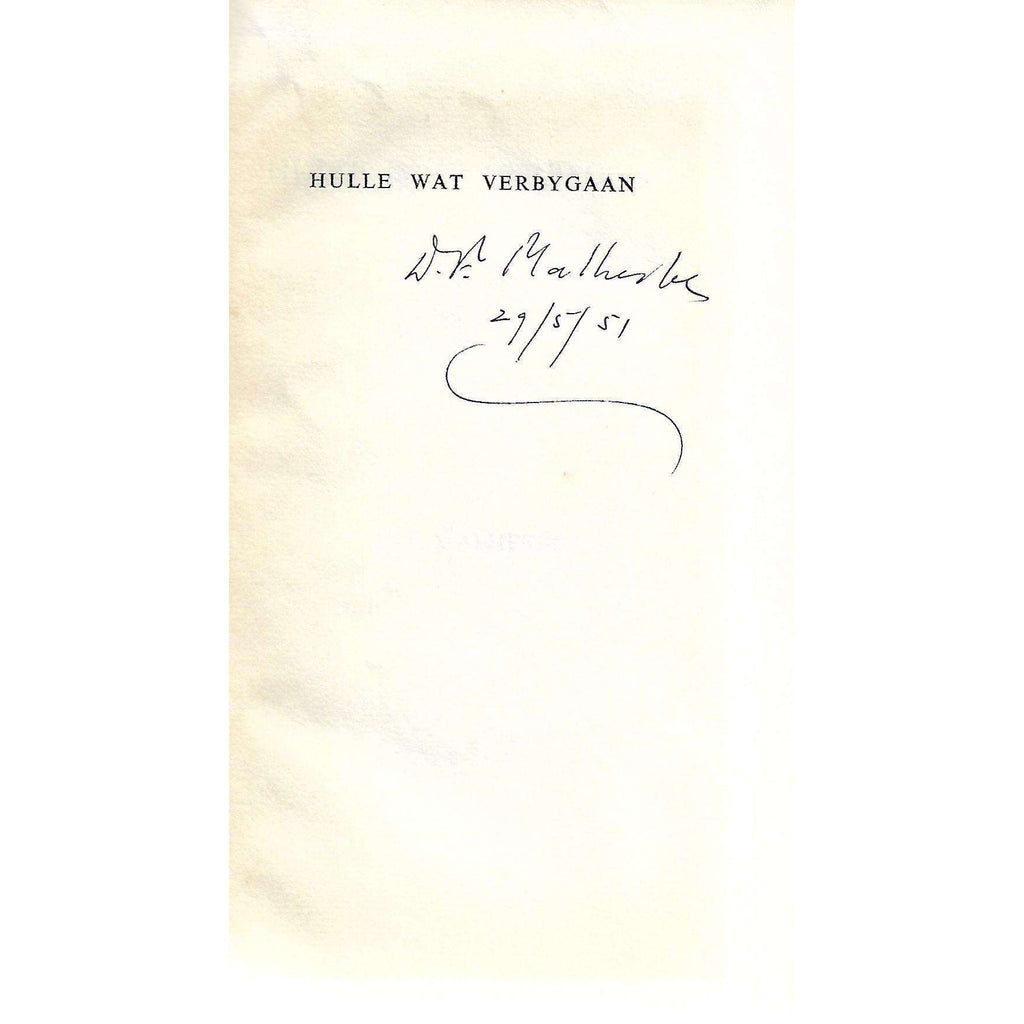 HULLE WAT VERBYGAAN
D.F. Malherbe
29/5/51